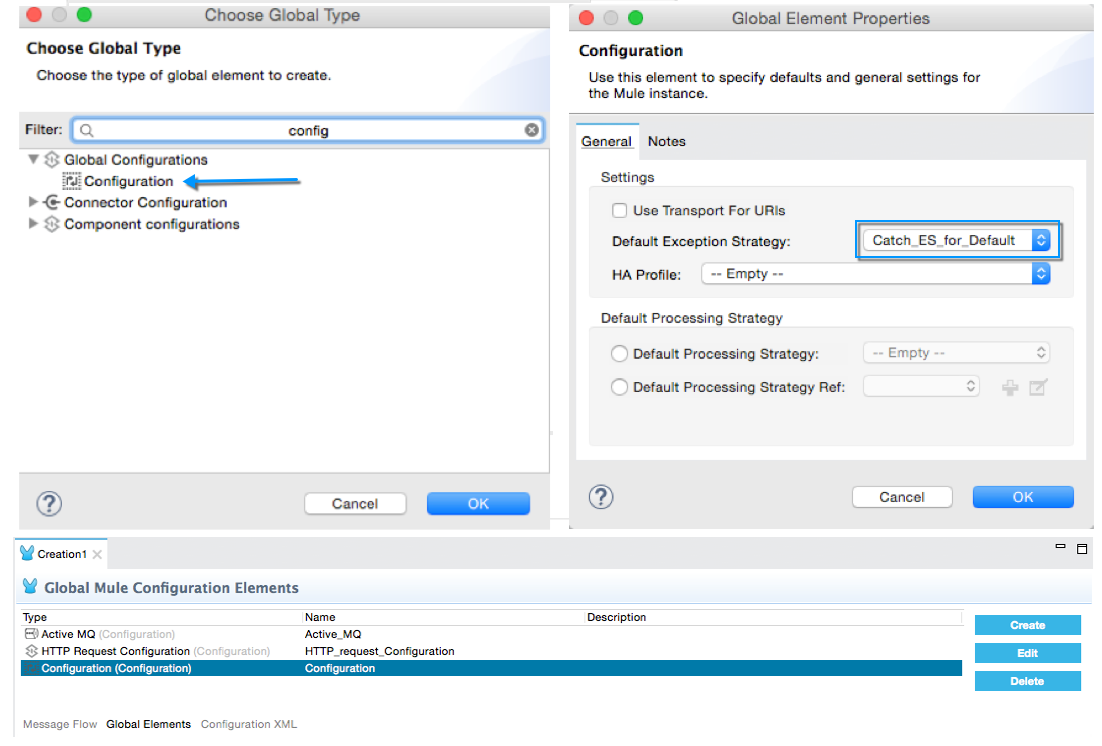 Choose Global Type
Choose Global Type
Choose the type of global element to create.
Filter: config
Global Configurations
Configuration
Connector Configuration
Component configurations
? Cancel OK
Global Element Properties
Configuration
Use this element to specify defaults and general settings for
the Mule instance.
General Notes
Settings
Use Transport For URIs
Default Exception Strategy: Catch_ES_for_Default
HA Profile: -- Empty --
Default Processing Strategy
Default Processing Strategy: -- Empty --
Default Processing Strategy Ref:
? Cancel OK
Creation1
Global Mule Configuration Elements
Type Name Description
Active MQ (Configuration) Active_MQ
HTTP Request Configuration (Configuration) HTTP_request_Configuration
Configuration (Configuration) Configuration
Create
Edit
Delete
Message Flow Global Elements Configuration XML